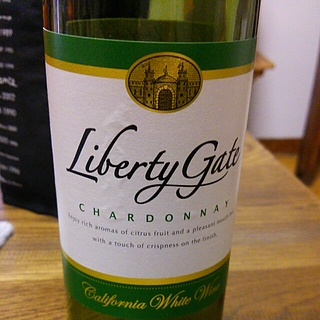 Liberty Gate
CHARDONNAY
Enjoy rich aromas of citrus fruit and a pleasant
with a touch of crispness on the finish.
California White Wine